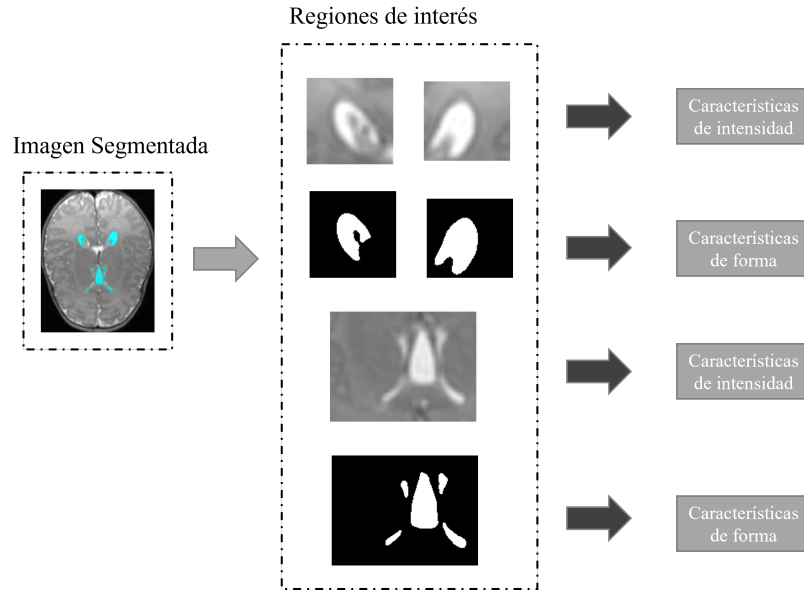 Regiones de interés
Imagen Segmentada
Características
de intensidad
Características
de forma
Características
de intensidad
Características
de forma